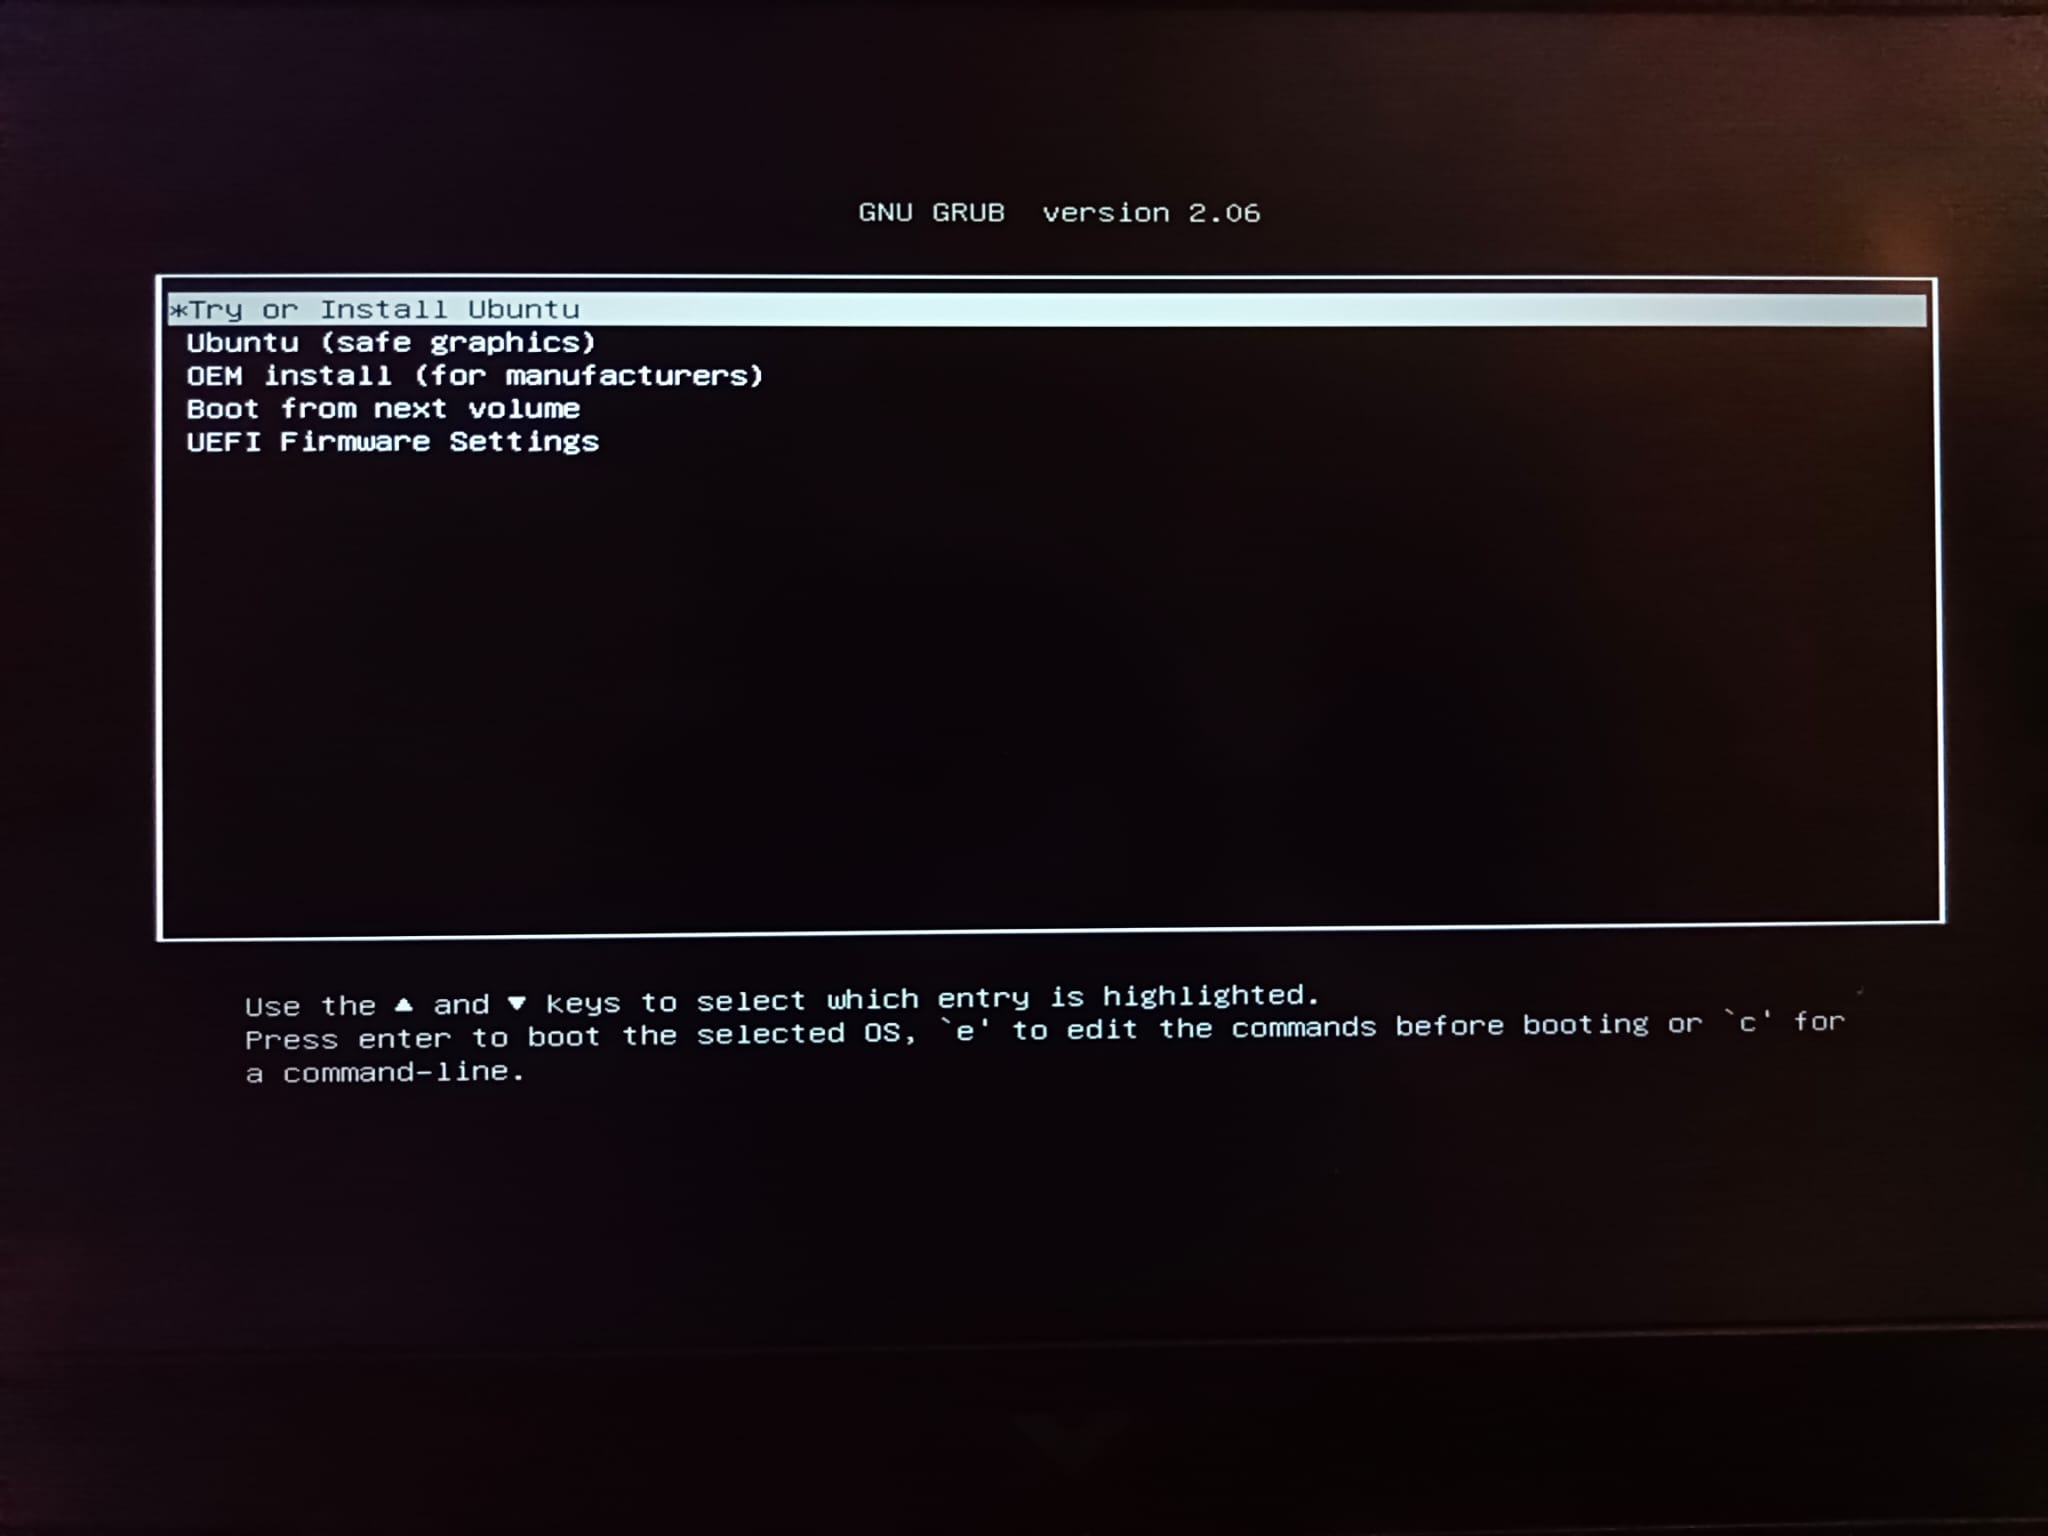 GNU GRUB  version 2.06
*Try or Install Ubuntu
Ubuntu (safe graphics)
OEM install (for manufacturers)
Boot from next volume
UEFI Firmware Settings
Use the ▲ and ▼ keys to select which entry is highlighted.
Press enter to boot the selected OS, `e' to edit the commands before booting or `c' for
a command-line.